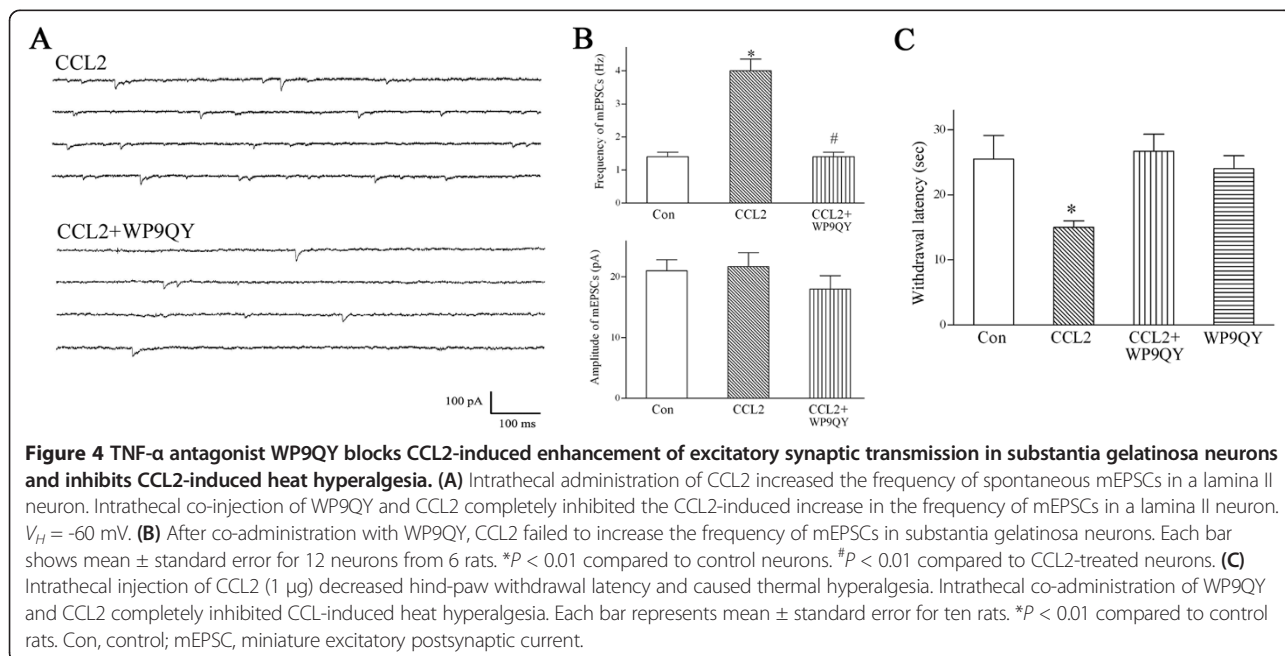 A
CCL2
CCL2+WP9QY
100 pA
100 ms
B
Frequency of mEPSCs (Hz)
4
2
0
*
#
Con
CCL2
CCL2+
WP9QY
Amplitude of mEPSCs (pA)
20
10
0
Con
CCL2
CCL2+
WP9QY
C
Withdrawal latency (sec)
30
20
10
0
*
Con
CCL2
CCL2+
WP9QY
WP9QY
Figure 4 TNF-α antagonist WP9QY blocks CCL2-induced enhancement of excitatory synaptic transmission in substantia gelatinosa neurons
and inhibits CCL2-induced heat hyperalgesia. (A) Intrathecal administration of CCL2 increased the frequency of spontaneous mEPSCs in a lamina II
neuron. Intrathecal co-injection of WP9QY and CCL2 completely inhibited the CCL2-induced increase in the frequency of mEPSCs in a lamina II neuron.
V_H = -60 mV. (B) After co-administration with WP9QY, CCL2 failed to increase the frequency of mEPSCs in substantia gelatinosa neurons. Each bar
shows mean ± standard error for 12 neurons from 6 rats. *P < 0.01 compared to control neurons. #P < 0.01 compared to CCL2-treated neurons. (C)
Intrathecal injection of CCL2 (1 μg) decreased hind-paw withdrawal latency and caused thermal hyperalgesia. Intrathecal co-administration of WP9QY
and CCL2 completely inhibited CCL-induced heat hyperalgesia. Each bar represents mean ± standard error for ten rats. *P < 0.01 compared to control
rats. Con, control; mEPSC, miniature excitatory postsynaptic current.